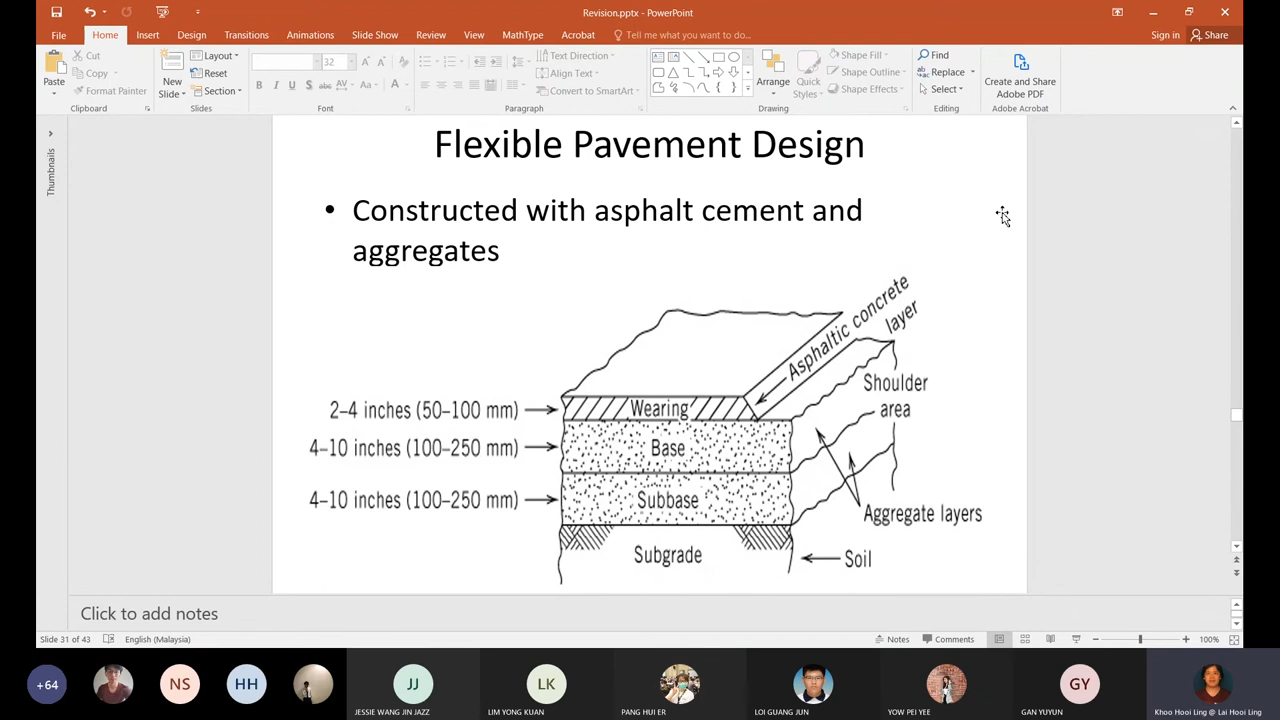 Revision.pptx - PowerPoint
File Home Insert Design Transitions Animations Slide Show Review View MathType Acrobat Tell me what you want to do... Sign in Share
Paste
Cut
Copy
Format Painter
Clipboard
New Slide
Layout
Reset
Section
Slides
32
B I U S abc AV Aa A
Font
Text Direction
Align Text
Convert to SmartArt
Paragraph
Arrange
Quick Styles
Shape Fill
Shape Outline
Shape Effects
Drawing
Find
Replace
Select
Editing
Create and Share
Adobe PDF
Adobe Acrobat
Thumbnails
Flexible Pavement Design
• Constructed with asphalt cement and
aggregates
Asphaltic concrete
layer
Shoulder
area
2–4 inches (50–100 mm)
Wearing
4–10 inches (100–250 mm)
Base
4–10 inches (100–250 mm)
Subbase
Aggregate layers
Subgrade
Soil
Click to add notes
Slide 31 of 43 English (Malaysia) Notes Comments 100%
+64 NS HH JJ LK GY
JESSIE WANG JIN JAZZ LIM YONG KUAN PANG HUI ER LOI GUANG JUN YOW PEI YEE GAN YUYUN Khoo Hooi Ling @ Lai Hooi Ling